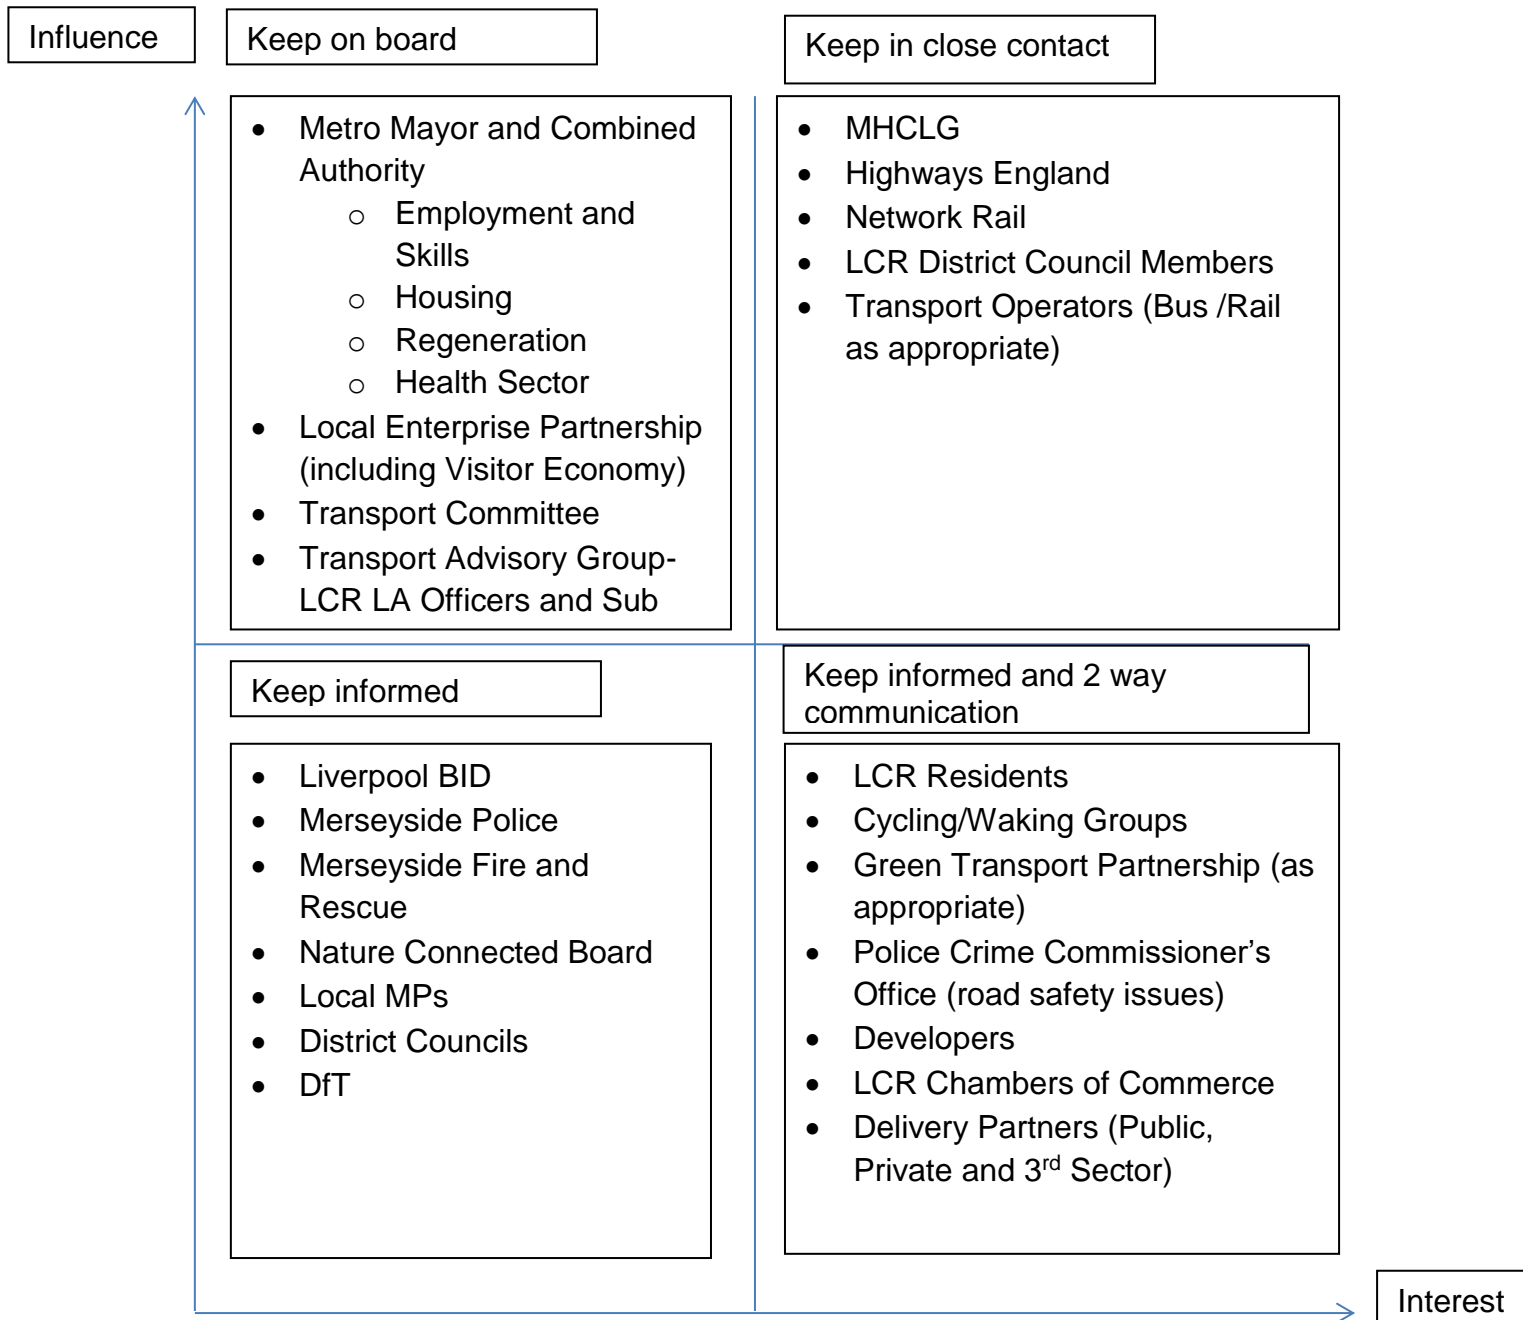 Influence
Keep on board
Keep in close contact
• Metro Mayor and Combined
Authority
o Employment and
Skills
o Housing
o Regeneration
o Health Sector
• Local Enterprise Partnership
(including Visitor Economy)
• Transport Committee
• Transport Advisory Group-
LCR LA Officers and Sub
• MHCLG
• Highways England
• Network Rail
• LCR District Council Members
• Transport Operators (Bus /Rail
as appropriate)
Keep informed
Keep informed and 2 way
communication
• Liverpool BID
• Merseyside Police
• Merseyside Fire and
Rescue
• Nature Connected Board
• Local MPs
• District Councils
• DfT
• LCR Residents
• Cycling/Waking Groups
• Green Transport Partnership (as
appropriate)
• Police Crime Commissioner’s
Office (road safety issues)
• Developers
• LCR Chambers of Commerce
• Delivery Partners (Public,
Private and 3rd Sector)
Interest